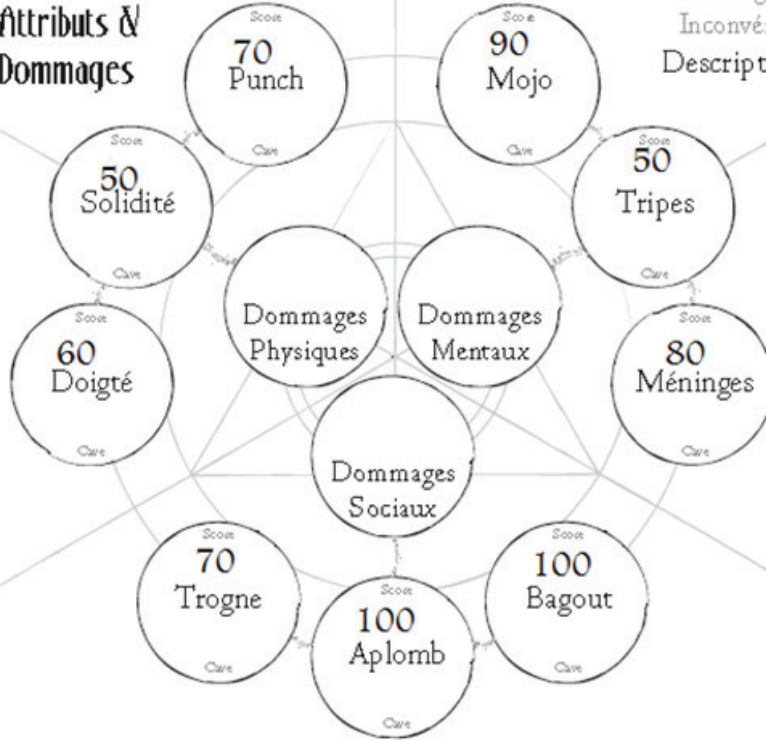 Attributs &
Dommages
Inconvé
Descript
Score
70
Punch
Cave
Score
90
Mojo
Cave
Score
50
Solidité
Cave
Score
50
Tripes
Cave
Dommages
Physiques
Dommages
Mentaux
Score
60
Doigté
Cave
Score
80
Méninges
Cave
Dommages
Sociaux
Score
70
Trogne
Cave
Score
100
Aplomb
Cave
Score
100
Bagout
Cave